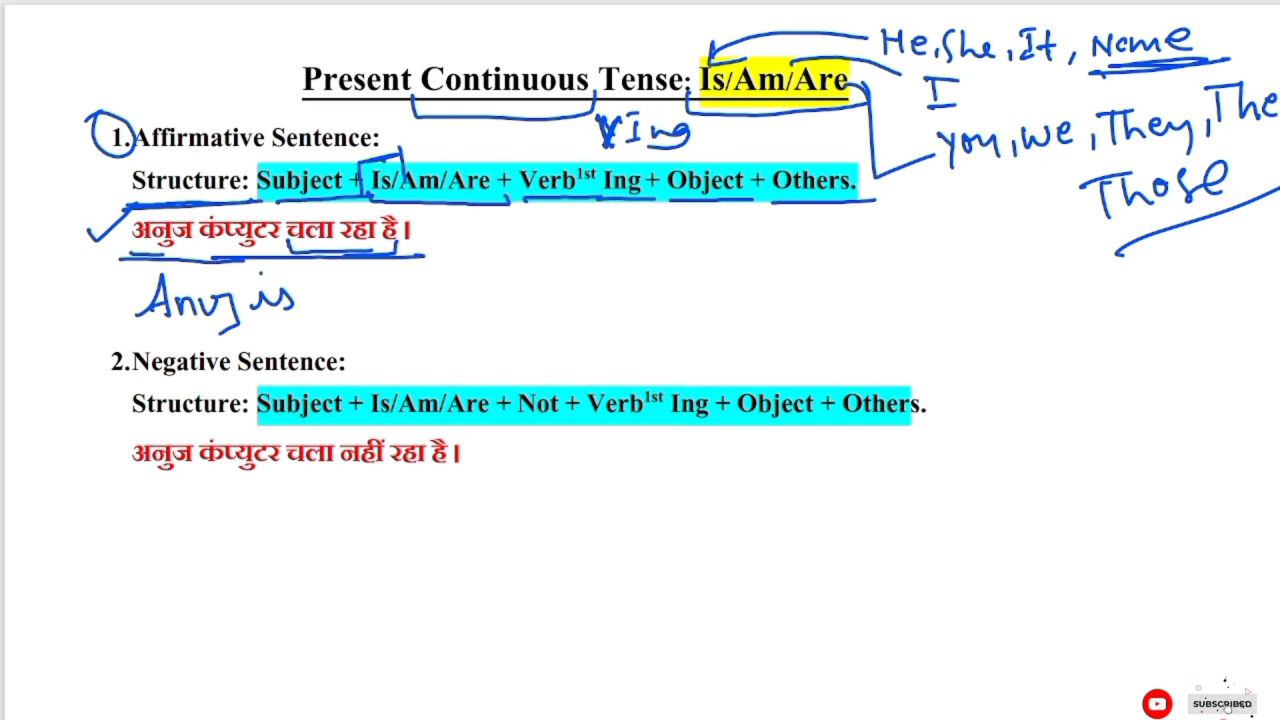 He, She, It, Name
Present Continuous Tense: Is/Am/Are
I
Ing
You, We, They, The
Those
1. Affirmative Sentence:
Structure: Subject + Is/Am/Are + Verb1st Ing + Object + Others.
अनुज कंप्युटर चला रहा है।
Anuj is
2. Negative Sentence:
Structure: Subject + Is/Am/Are + Not + Verb1st Ing + Object + Others.
अनुज कंप्युटर चला नहीं रहा है।
SUBSCRIBED